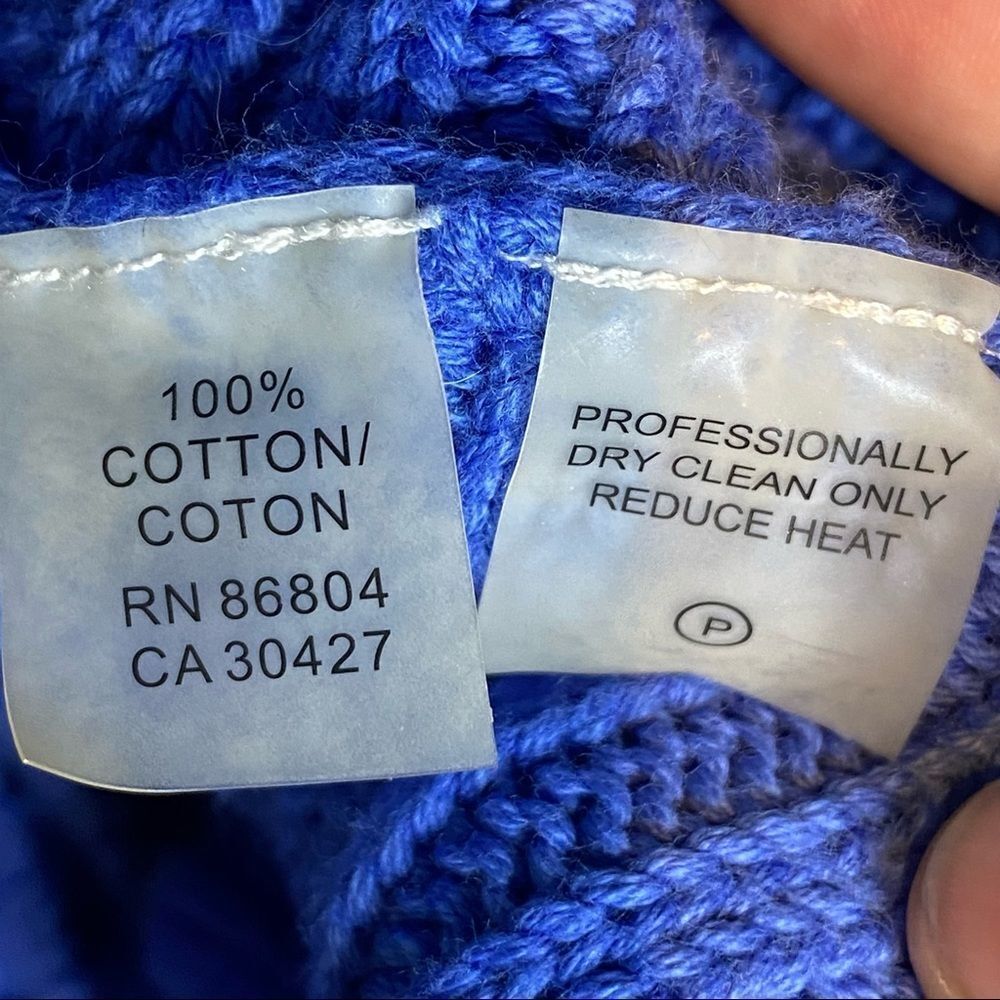 100%
COTTON/
COTON
RN 86804
CA 30427
PROFESSIONALLY
DRY CLEAN ONLY
REDUCE HEAT
P